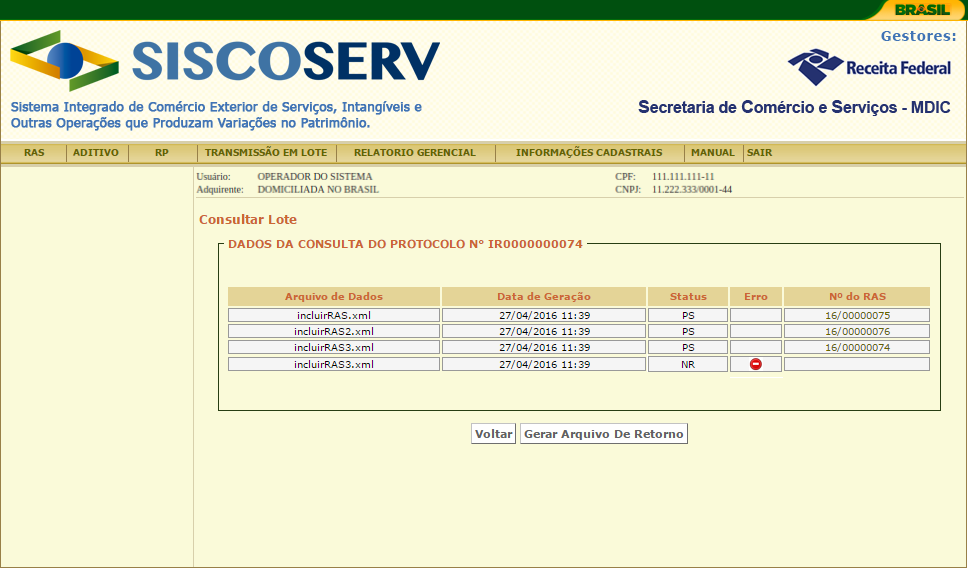 BRASIL
Gestores:
SISCOSERV
Receita Federal
Sistema Integrado de Comércio Exterior de Serviços, Intangíveis e
Outras Operações que Produzam Variações no Patrimônio.
Secretaria de Comércio e Serviços - MDIC
RAS ADITIVO RP TRANSMISSÃO EM LOTE RELATORIO GERENCIAL INFORMAÇÕES CADASTRAIS MANUAL SAIR
Usuário: OPERADOR DO SISTEMA CPF: 111.111.111-11
Adquirente: DOMICILIADA NO BRASIL CNPJ: 11.222.333/0001-44
Consultar Lote
DADOS DA CONSULTA DO PROTOCOLO N° IR0000000074
Arquivo de Dados Data de Geração Status Erro Nº do RAS
incluirRAS.xml 27/04/2016 11:39 PS 16/00000075
incluirRAS2.xml 27/04/2016 11:39 PS 16/00000076
incluirRAS3.xml 27/04/2016 11:39 PS 16/00000074
incluirRAS3.xml 27/04/2016 11:39 NR
Voltar Gerar Arquivo De Retorno